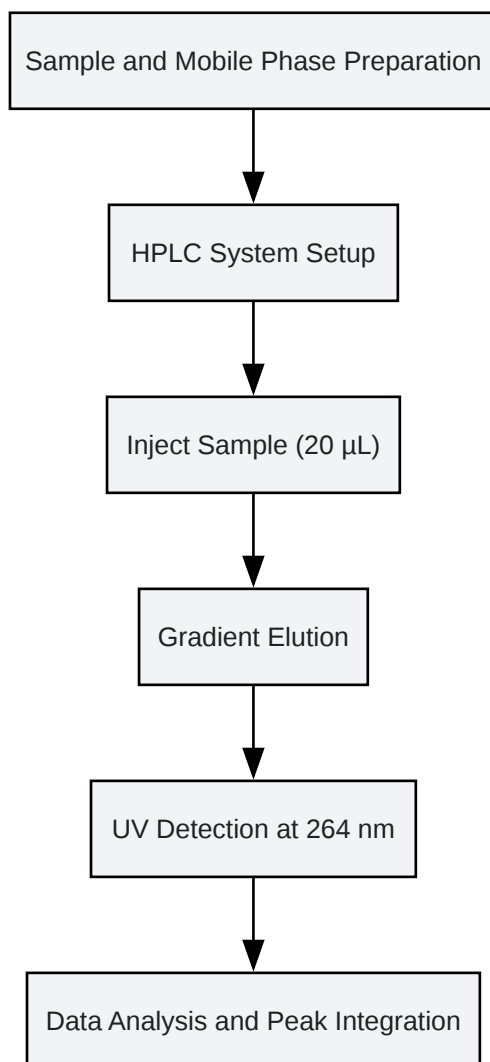 Sample and Mobile Phase Preparation
HPLC System Setup
Inject Sample (20 µL)
Gradient Elution
UV Detection at 264 nm
Data Analysis and Peak Integration